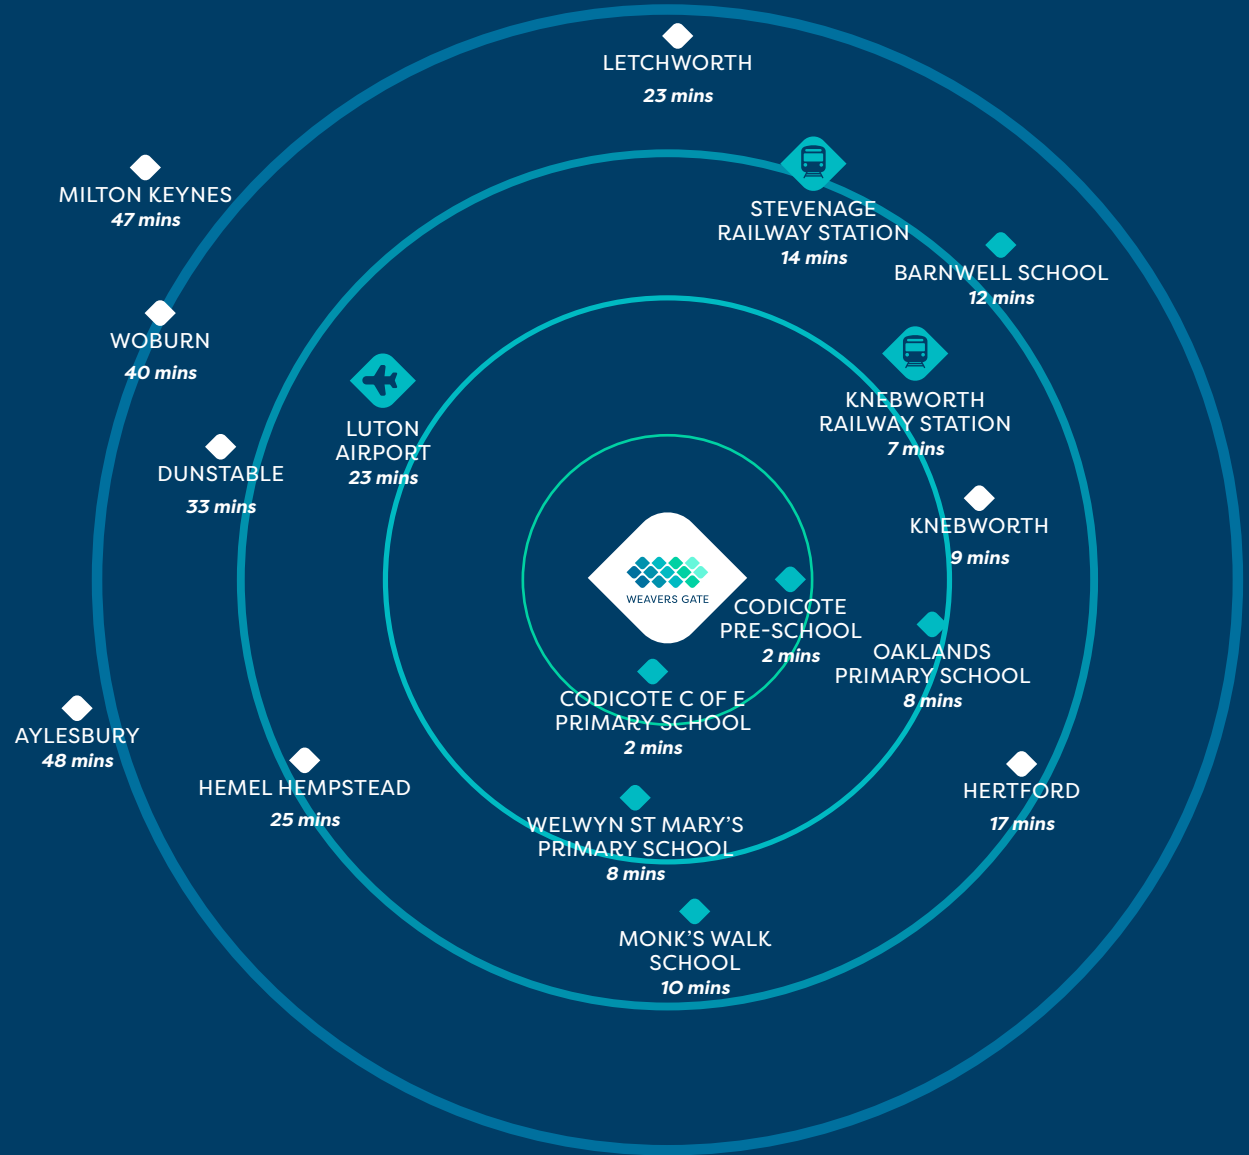 LETCHWORTH
23 mins
MILTON KEYNES
47 mins
STEVENAGE
RAILWAY STATION
14 mins
BARNWELL SCHOOL
12 mins
WOBURN
40 mins
KNEBWORTH
RAILWAY STATION
7 mins
LUTON
AIRPORT
23 mins
DUNSTABLE
33 mins
KNEBWORTH
9 mins
WEAVERS GATE
CODICOTE
PRE-SCHOOL
2 mins
OAKLANDS
PRIMARY SCHOOL
8 mins
CODICOTE C 0F E
PRIMARY SCHOOL
2 mins
AYLESBURY
48 mins
HEMEL HEMPSTEAD
25 mins
HERTFORD
17 mins
WELWYN ST MARY’S
PRIMARY SCHOOL
8 mins
MONK’S WALK
SCHOOL
10 mins